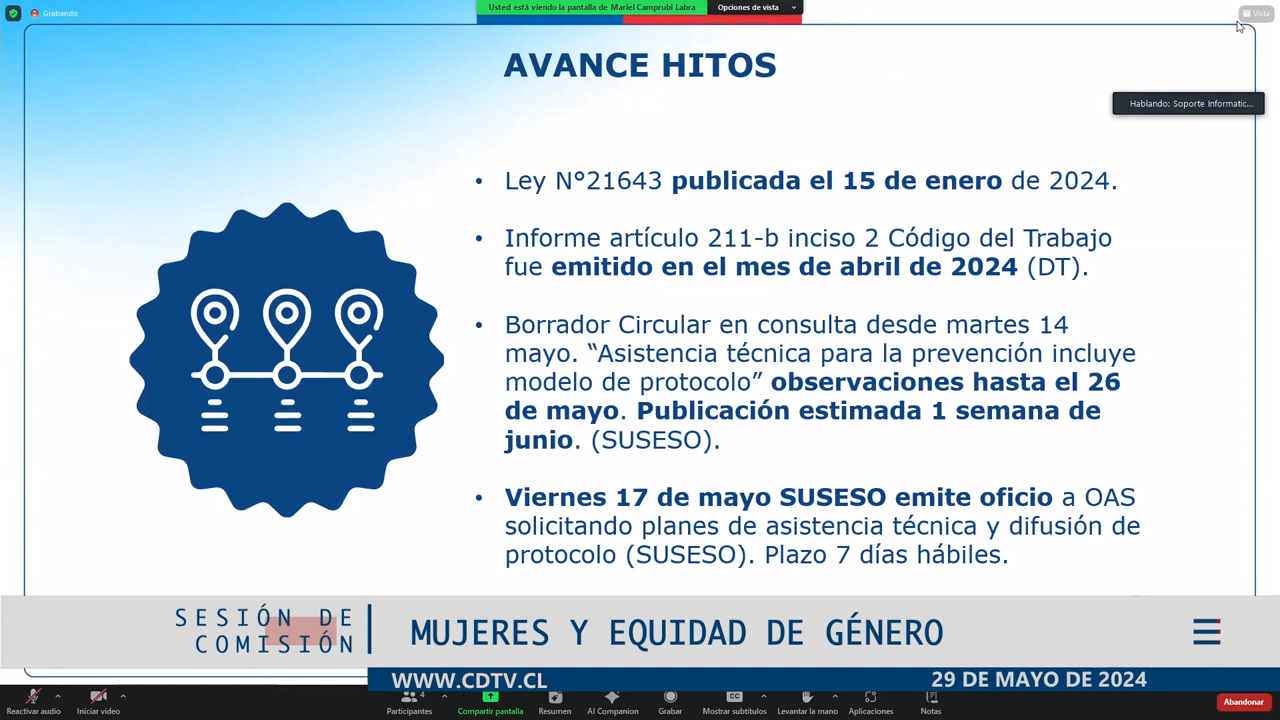 Grabando
Usted está viendo la pantalla de Mariel Camprubi Labra
Opciones de vista
Vista
AVANCE HITOS
Hablando: Soporte Informatic...
• Ley N°21643 publicada el 15 de enero de 2024.
• Informe artículo 211-b inciso 2 Código del Trabajo
fue emitido en el mes de abril de 2024 (DT).
• Borrador Circular en consulta desde martes 14
mayo. “Asistencia técnica para la prevención incluye
modelo de protocolo” observaciones hasta el 26
de mayo. Publicación estimada 1 semana de
junio. (SUSESO).
• Viernes 17 de mayo SUSESO emite oficio a OAS
solicitando planes de asistencia técnica y difusión de
protocolo (SUSESO). Plazo 7 días hábiles.
SESIÓN DE
COMISIÓN
MUJERES Y EQUIDAD DE GÉNERO
WWW.CDTV.CL
29 DE MAYO DE 2024
Reactivar audio
Iniciar video
4
Participantes
Compartir pantalla
Resumen
AI Companion
Grabar
CC
Mostrar subtítulos
Levantar la mano
Aplicaciones
Notas
Abandonar